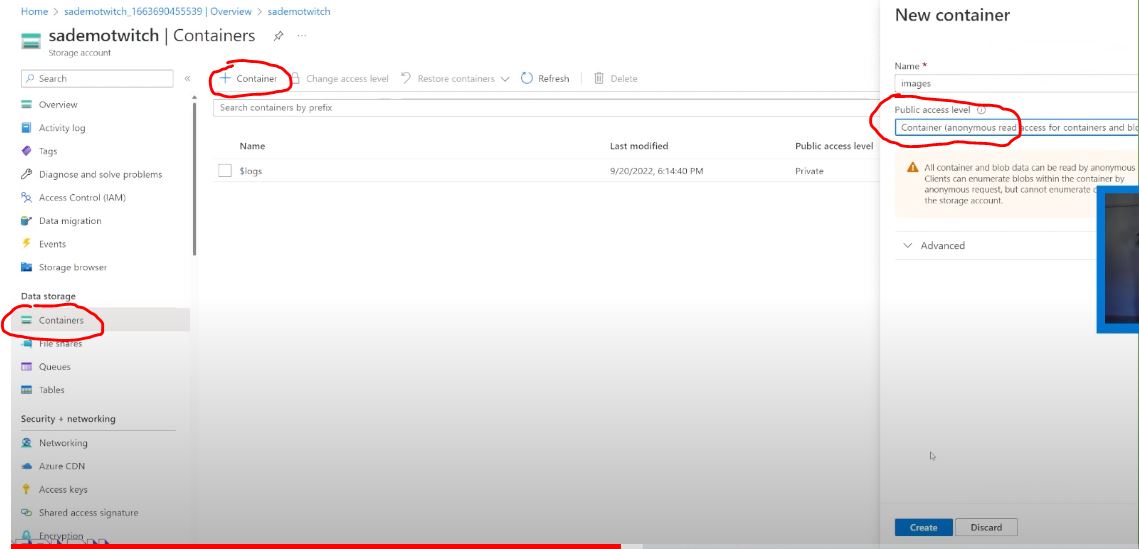 Home > sademotwitch_1663690455539 | Overview > sademotwitch
sademotwitch | Containers
Storage account
Search
Overview
Activity log
Tags
Diagnose and solve problems
Access Control (IAM)
Data migration
Events
Storage browser
Data storage
Containers
File shares
Queues
Tables
Security + networking
Networking
Azure CDN
Access keys
Shared access signature
Encryption
+ Container
Change access level
Restore containers
Refresh
Delete
Search containers by prefix
Name Last modified Public access level
$logs 9/20/2022, 6:14:40 PM Private
New container
Name *
images
Public access level
Container (anonymous read access for containers and blo
All container and blob data can be read by anonymous
Clients can enumerate blobs within the container by
anonymous request, but cannot enumerate
the storage account.
Advanced
Create
Discard